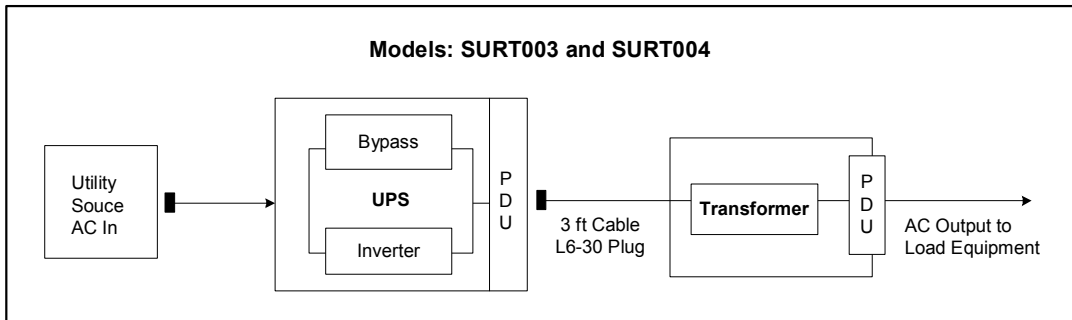 Models: SURT003 and SURT004
Utility
Souce
AC In
Bypass
UPS
Inverter
P
D
U
3 ft Cable
L6-30 Plug
Transformer
P
D
U
AC Output to
Load Equipment